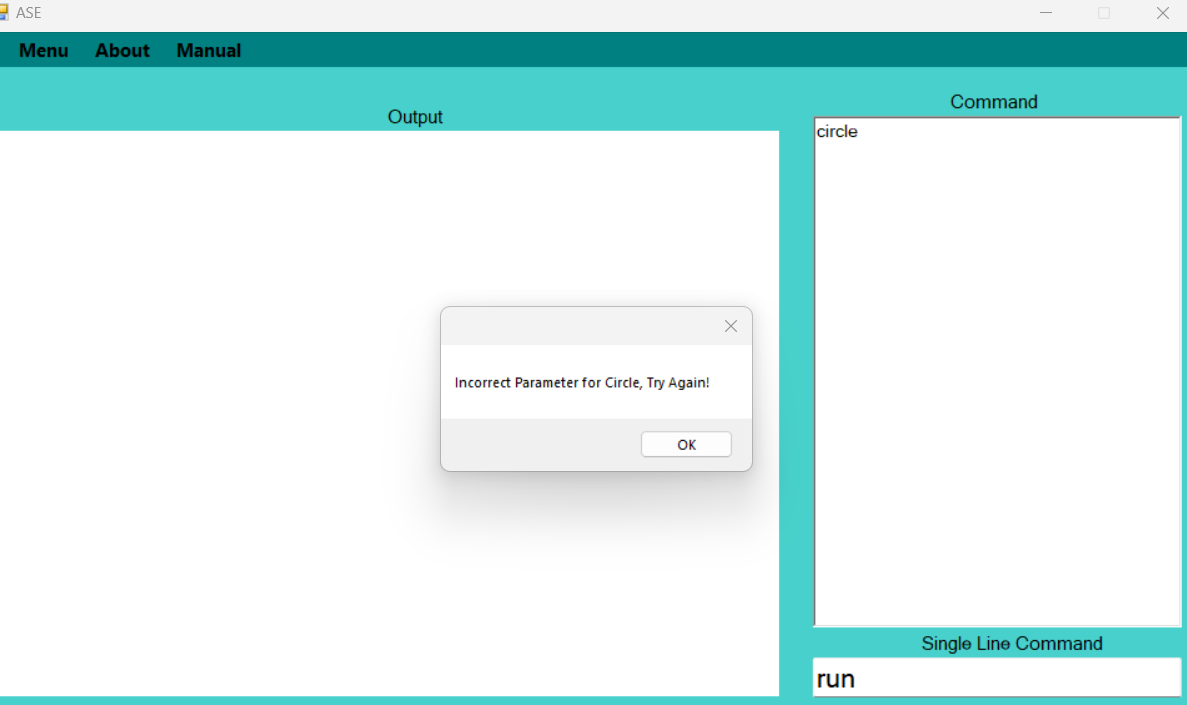 ASE
Menu About Manual
Output
Command
circle
Incorrect Parameter for Circle, Try Again!
OK
Single Line Command
run